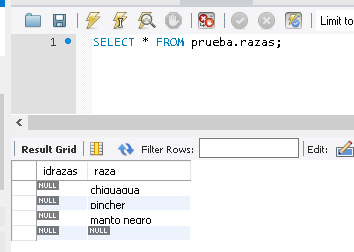 Limit to
1 SELECT * FROM prueba.razas;
Result Grid Filter Rows: Edit:
idrazas raza
NULL chiguagua
NULL pincher
NULL manto negro
NULL NULL